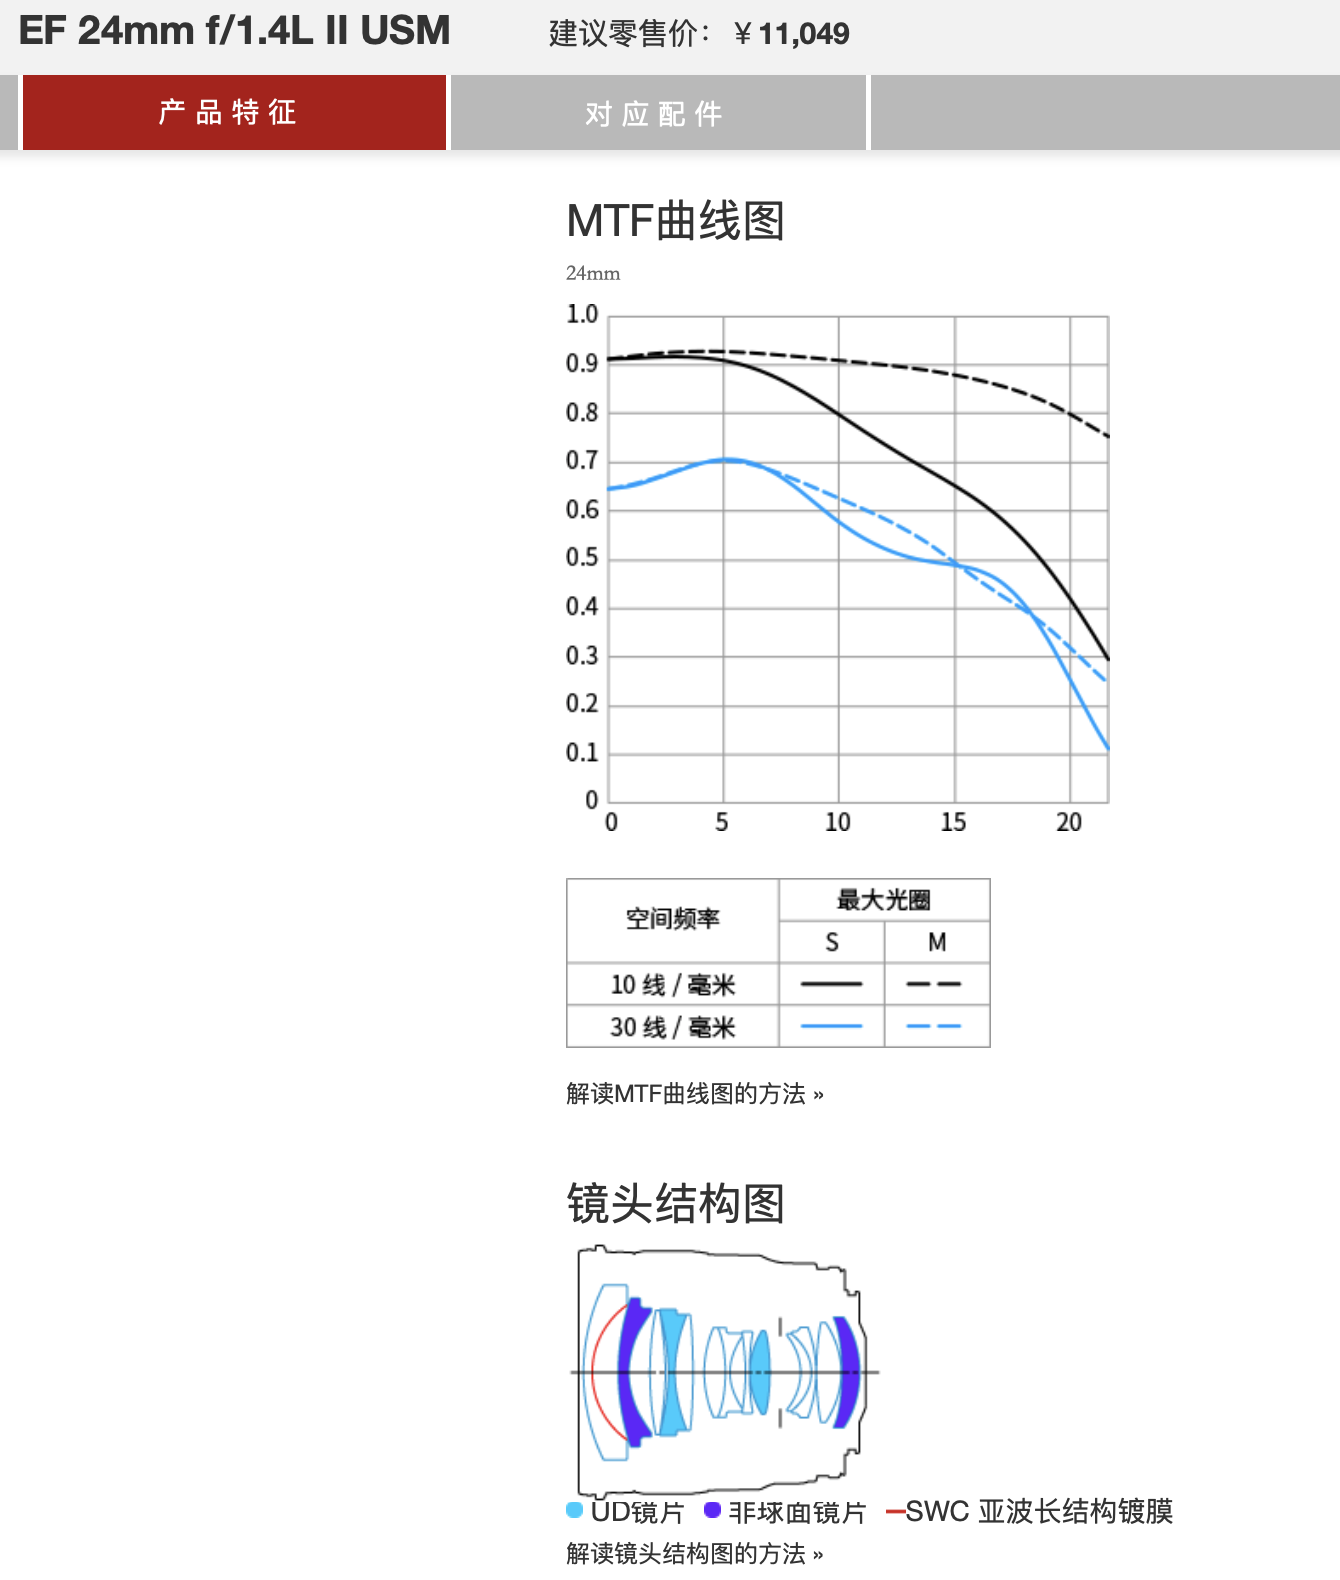 EF 24mm f/1.4L II USM 建议零售价：￥11,049
产品特征 对应配件
MTF曲线图
24mm
1.0
0.9
0.8
0.7
0.6
0.5
0.4
0.3
0.2
0.1
0
0 5 10 15 20
空间频率 最大光圈
S M
10 线 / 毫米
30 线 / 毫米
解读MTF曲线图的方法 »
镜头结构图
UD镜片 非球面镜片 SWC 亚波长结构镀膜
解读镜头结构图的方法 »